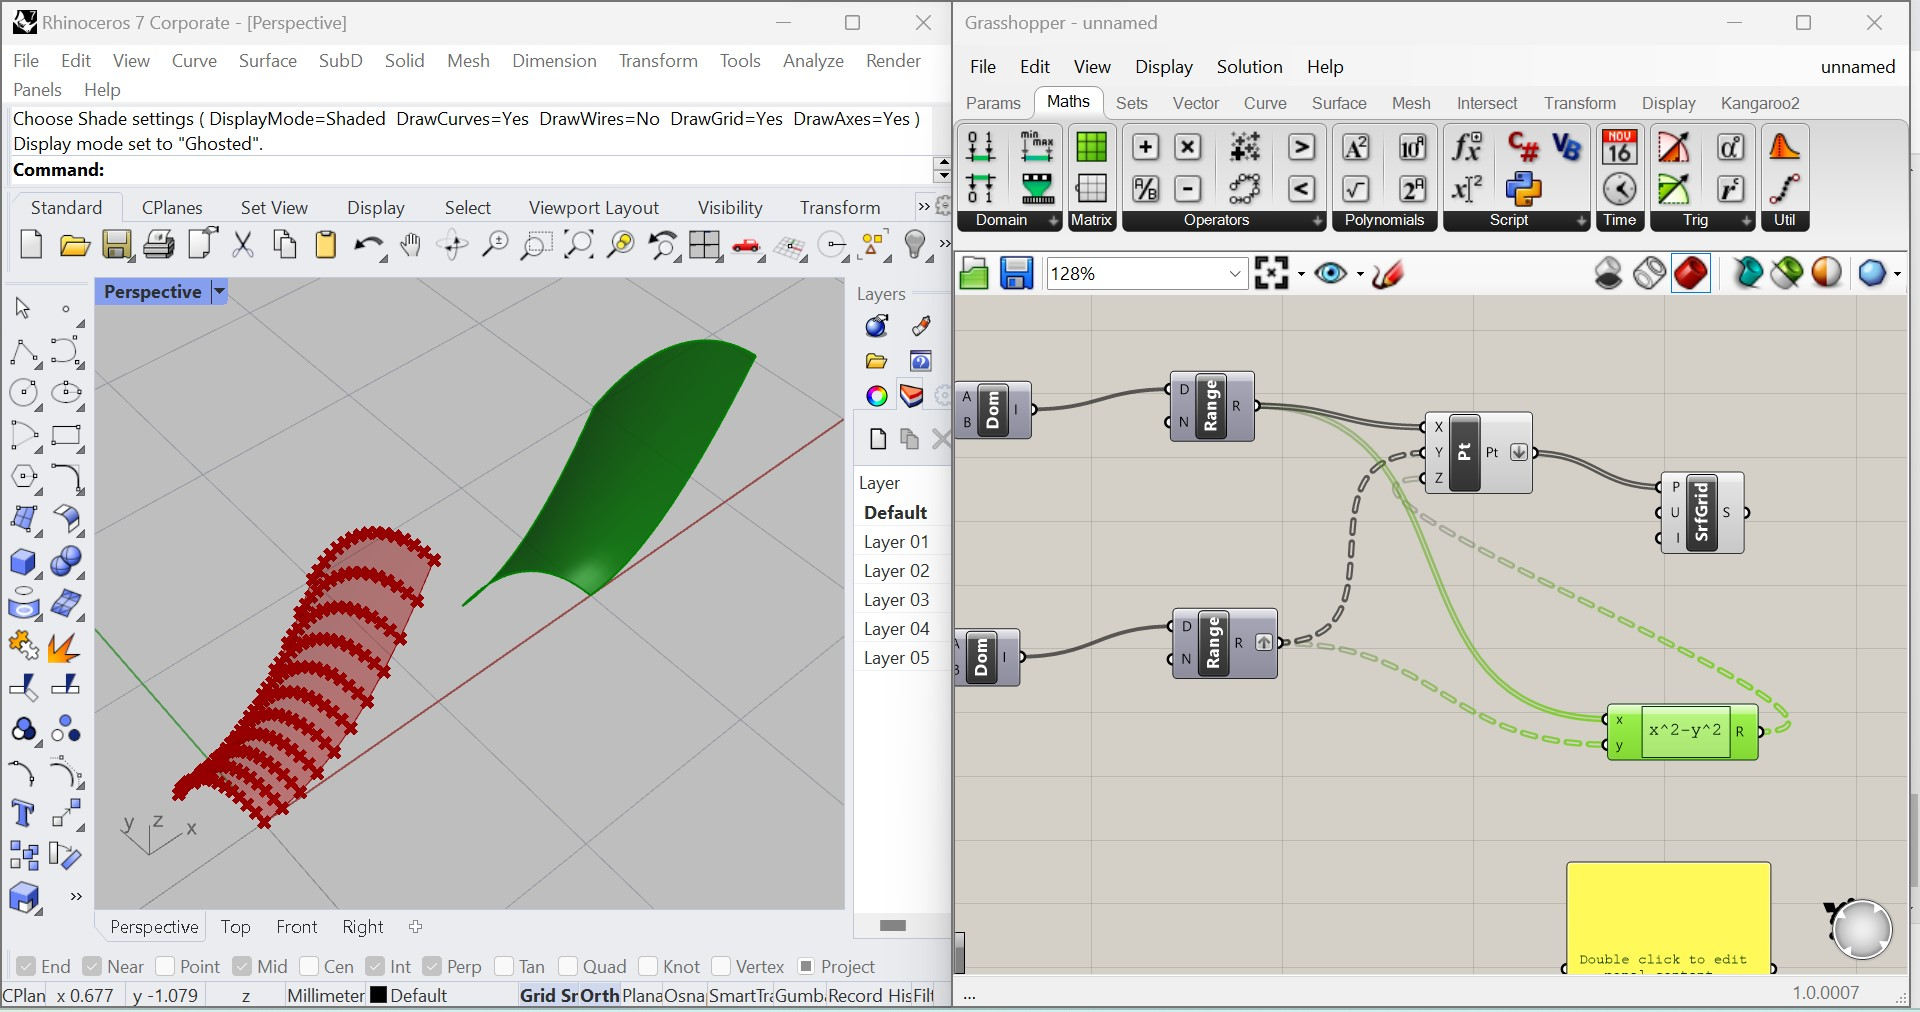 Rhinoceros 7 Corporate - [Perspective]
File Edit View Curve Surface SubD Solid Mesh Dimension Transform Tools Analyze Render
Panels Help
Choose Shade settings ( DisplayMode=Shaded DrawCurves=Yes DrawWires=No DrawGrid=Yes DrawAxes=Yes )
Display mode set to "Ghosted".
Command:
Standard CPlanes Set View Display Select Viewport Layout Visibility Transform »
Perspective
z
y
x
Layers
Layer
Default
Layer 01
Layer 02
Layer 03
Layer 04
Layer 05
Perspective Top Front Right
End Near Point Mid Cen Int Perp Tan Quad Knot Vertex Project
CPlan x 0.677 y -1.079 z Millimeter Default Grid Sr Orth Plana Osna SmartTra Gumb Record His Filt
Grasshopper - unnamed
File Edit View Display Solution Help unnamed
Params Maths Sets Vector Curve Surface Mesh Intersect Transform Display Kangaroo2
Domain Matrix Operators Polynomials Script Time Trig Util
128%
A
B
Dom
I
D
N
Range
R
X
Y
Z
Pt
Pt
P
U
I
SrfGrid
S
Dom
I
D
N
Range
R
x
y
x^2-y^2
R
Double click to edit
...
1.0.0007